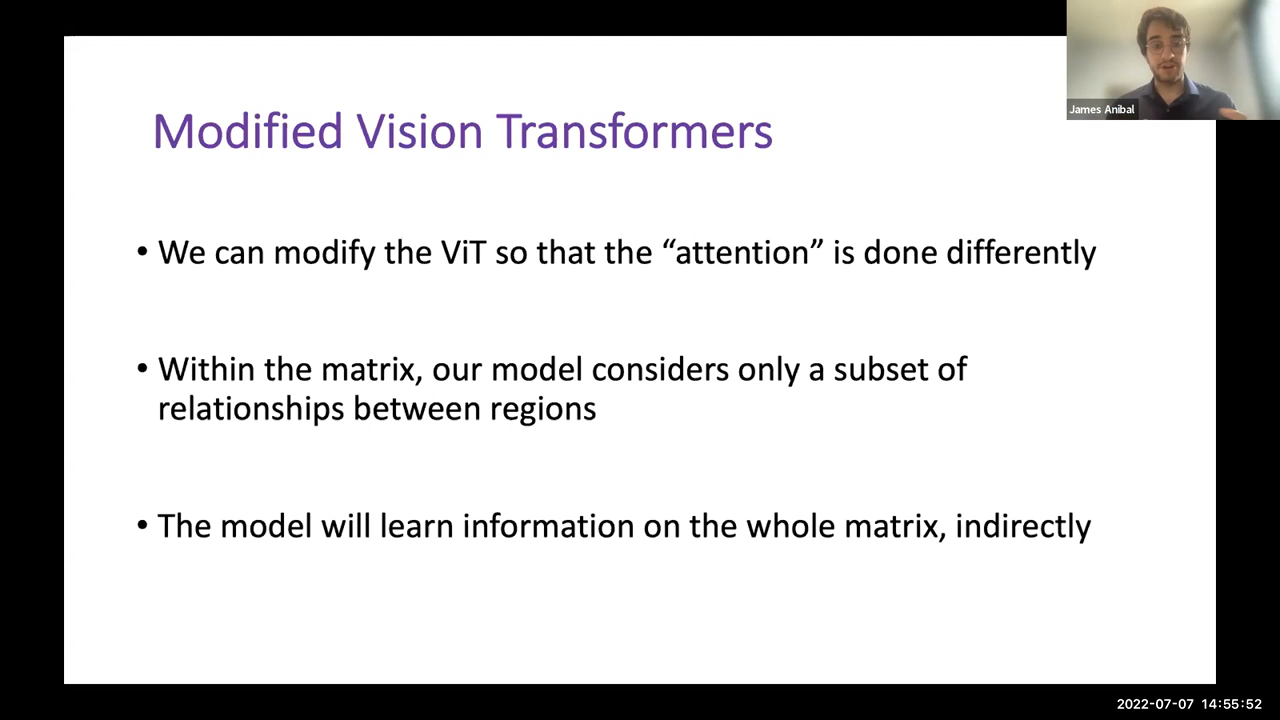 James Anibal
Modified Vision Transformers
• We can modify the ViT so that the “attention” is done differently
• Within the matrix, our model considers only a subset of
relationships between regions
• The model will learn information on the whole matrix, indirectly
2022-07-07 14:55:52